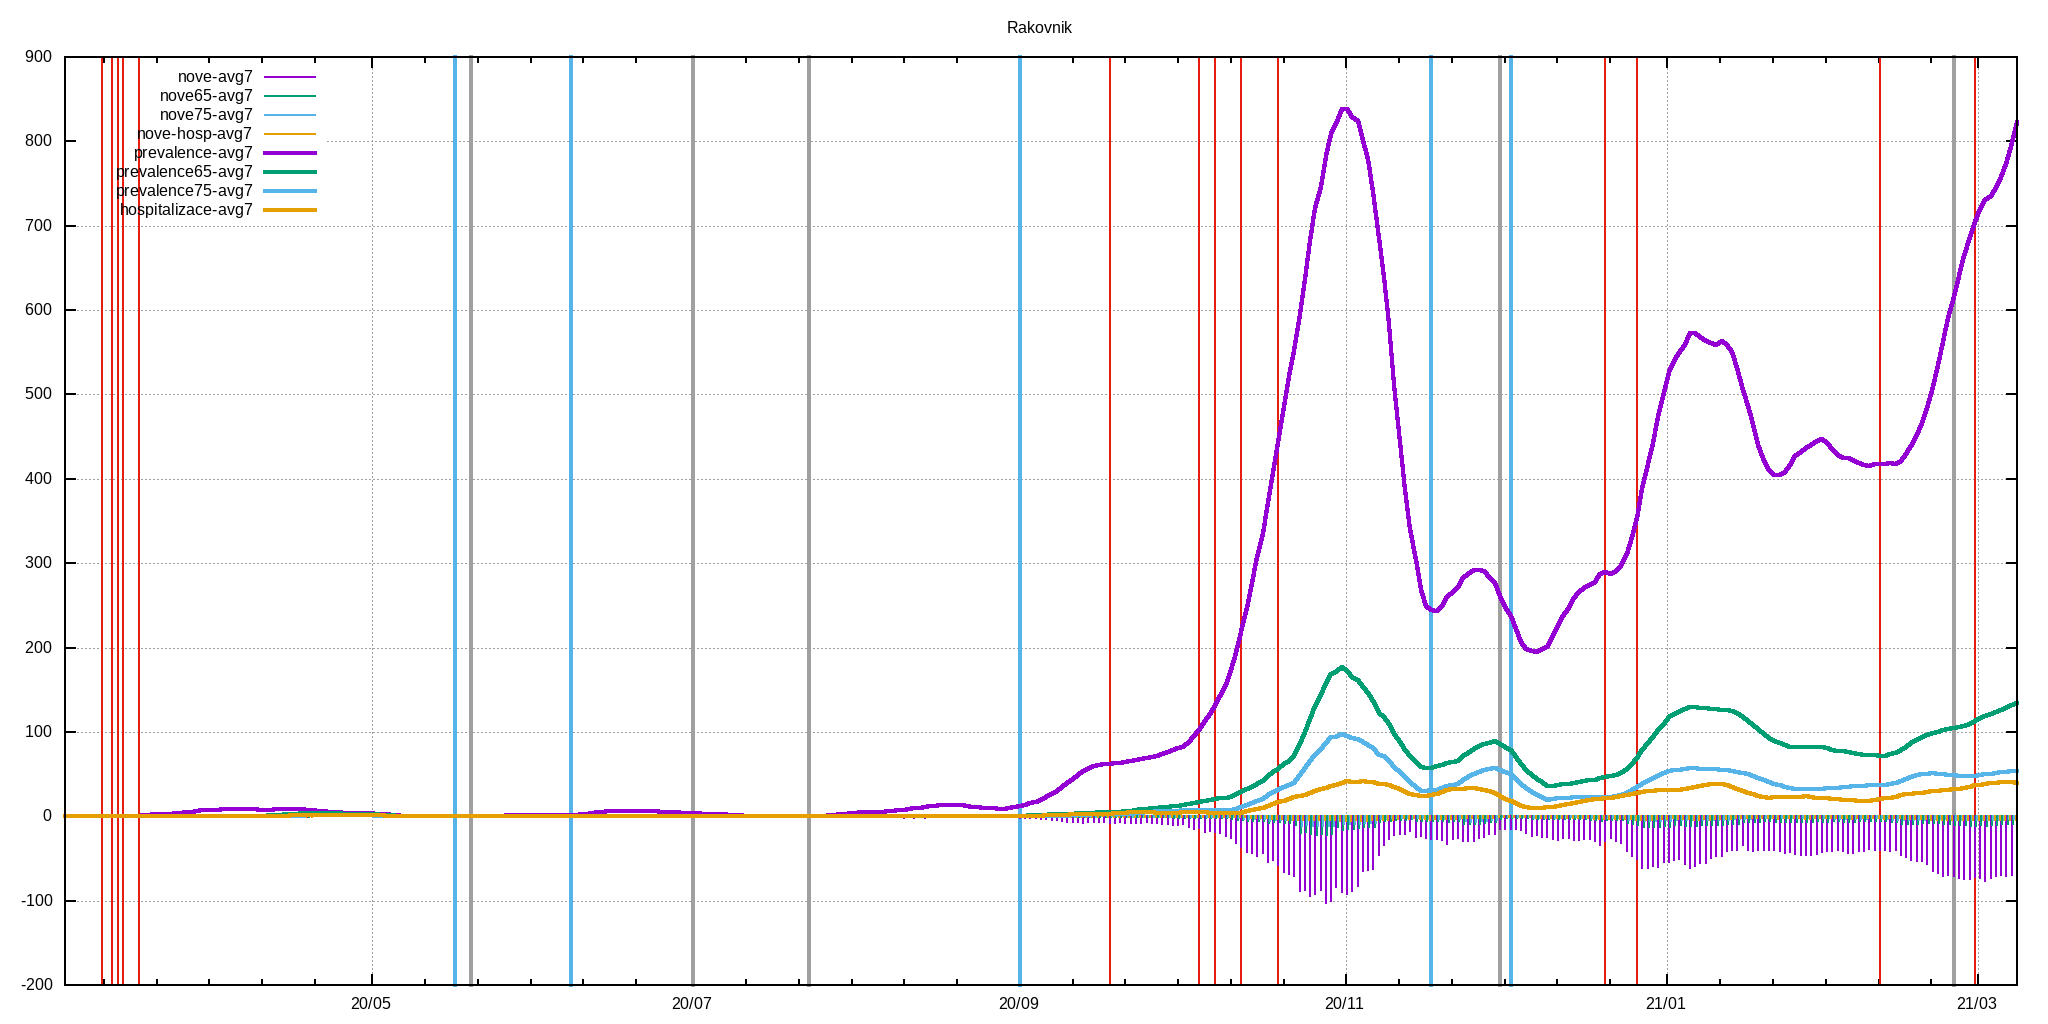 Rakovnik
900
800
700
600
500
400
300
200
100
0
-100
-200
nove-avg7
nove65-avg7
nove75-avg7
nove-hosp-avg7
prevalence-avg7
prevalence65-avg7
prevalence75-avg7
hospitalizace-avg7
20/05
20/07
20/09
20/11
21/01
21/03